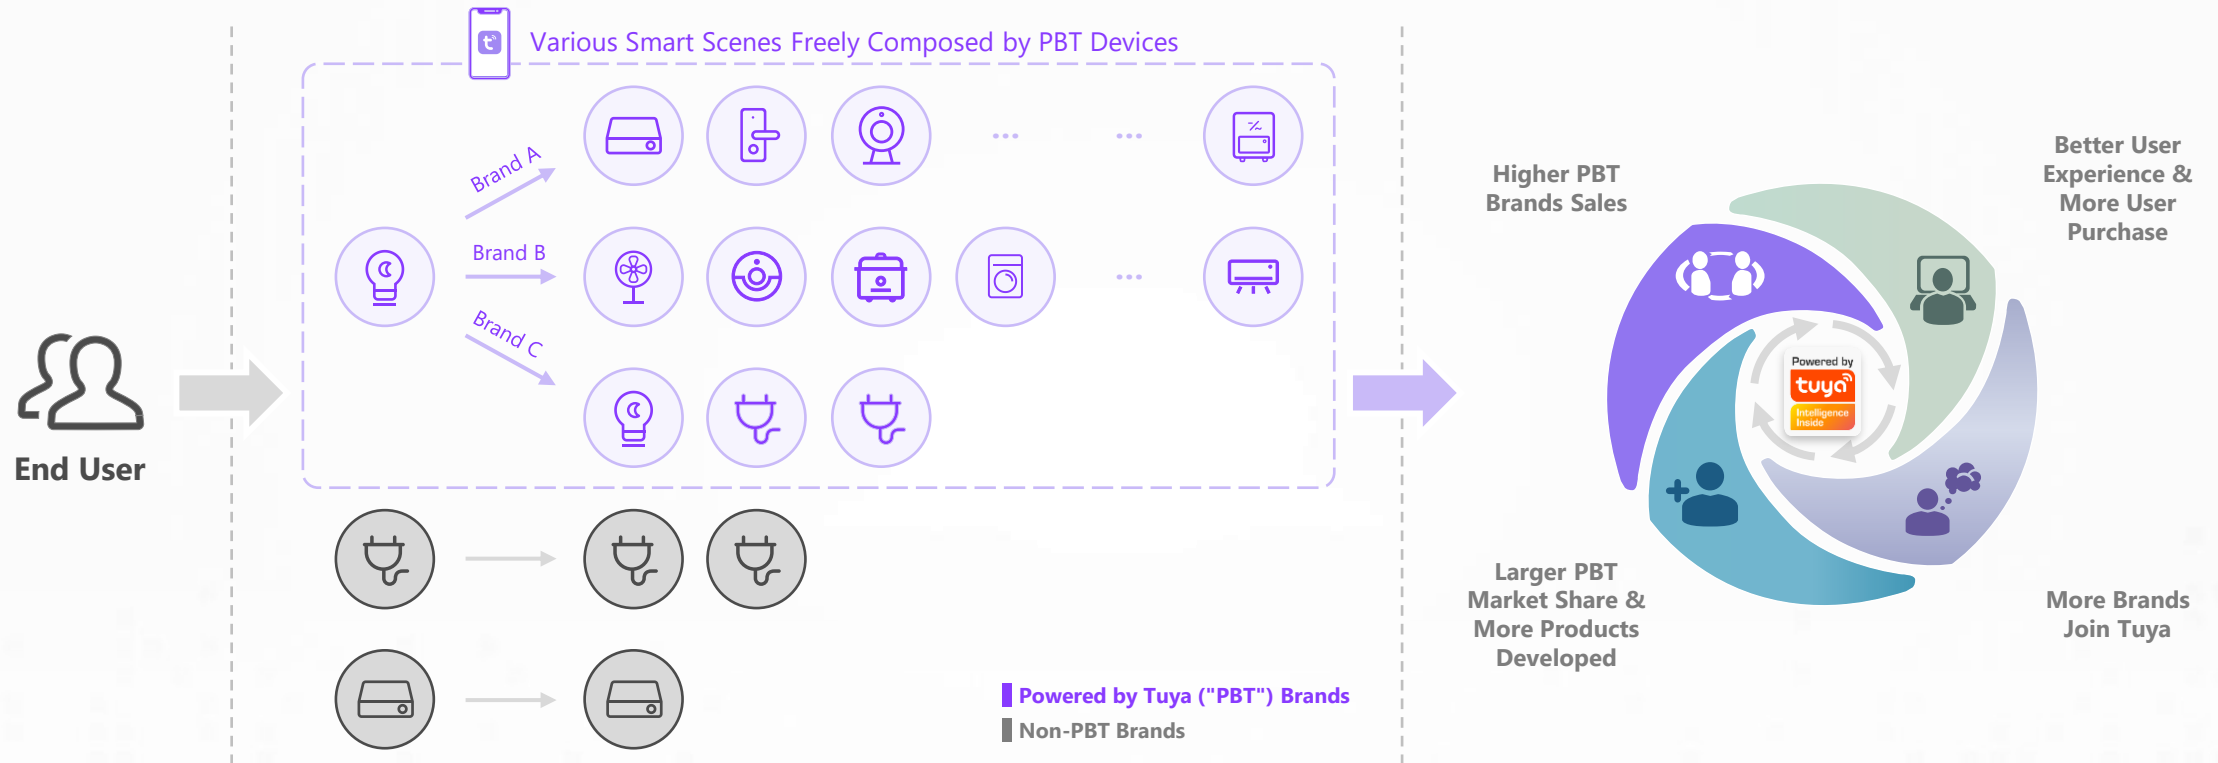 Various Smart Scenes Freely Composed by PBT Devices
Brand A
Brand B
Brand C
End User
Powered by Tuya ("PBT") Brands
Non-PBT Brands
Higher PBT
Brands Sales
Better User
Experience &
More User
Purchase
Powered by
tuya
Intelligence
Inside
Larger PBT
Market Share &
More Products
Developed
More Brands
Join Tuya